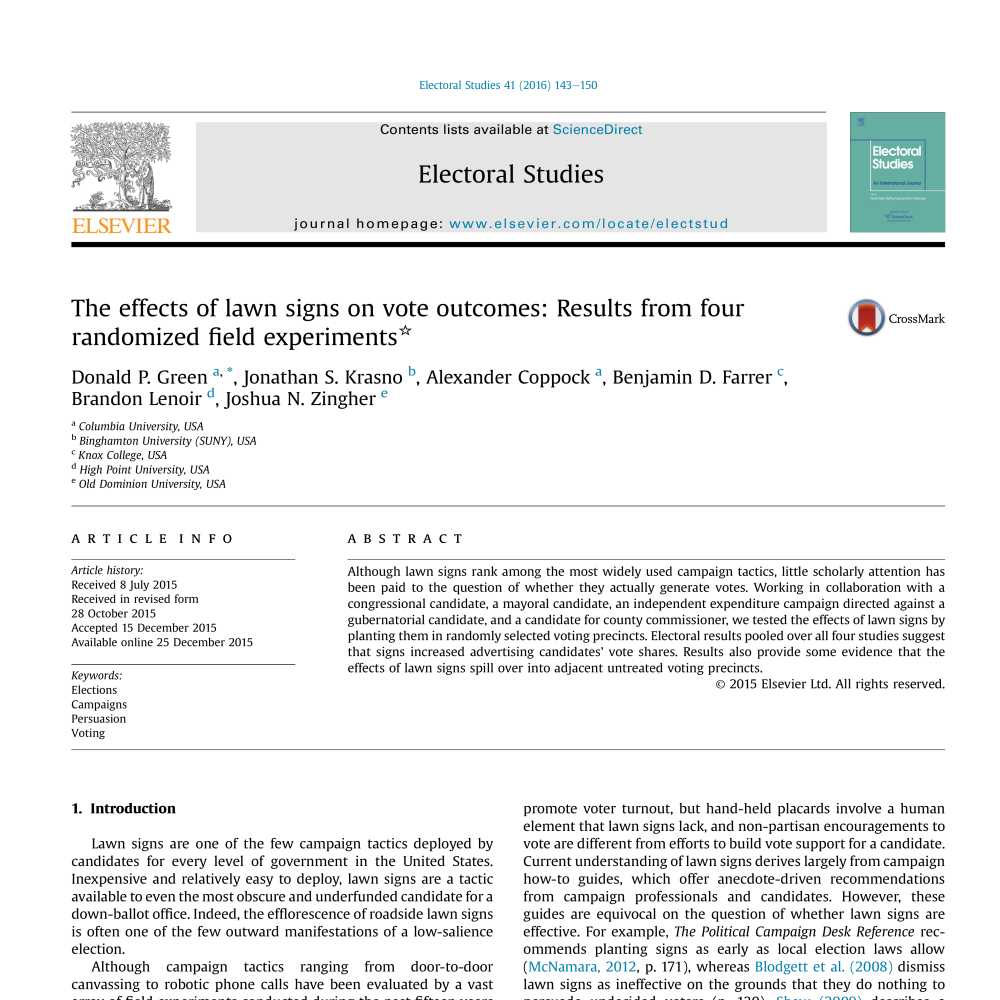 Electoral Studies 41 (2016) 143–150
Contents lists available at ScienceDirect
Electoral Studies
journal homepage: www.elsevier.com/locate/electstud
ELSEVIER
Electoral
Studies
An International Journal
ScienceDirect
The effects of lawn signs on vote outcomes: Results from four
randomized field experiments☆
CrossMark
Donald P. Green a, *, Jonathan S. Krasno b, Alexander Coppock a, Benjamin D. Farrer c,
Brandon Lenoir d, Joshua N. Zingher e
a Columbia University, USA
b Binghamton University (SUNY), USA
c Knox College, USA
d High Point University, USA
e Old Dominion University, USA
ARTICLE INFO
Article history:
Received 8 July 2015
Received in revised form
28 October 2015
Accepted 15 December 2015
Available online 25 December 2015
Keywords:
Elections
Campaigns
Persuasion
Voting
ABSTRACT
Although lawn signs rank among the most widely used campaign tactics, little scholarly attention has
been paid to the question of whether they actually generate votes. Working in collaboration with a
congressional candidate, a mayoral candidate, an independent expenditure campaign directed against a
gubernatorial candidate, and a candidate for county commissioner, we tested the effects of lawn signs by
planting them in randomly selected voting precincts. Electoral results pooled over all four studies suggest
that signs increased advertising candidates' vote shares. Results also provide some evidence that the
effects of lawn signs spill over into adjacent untreated voting precincts.
© 2015 Elsevier Ltd. All rights reserved.
1. Introduction
Lawn signs are one of the few campaign tactics deployed by
candidates for every level of government in the United States.
Inexpensive and relatively easy to deploy, lawn signs are a tactic
available to even the most obscure and underfunded candidate for a
down-ballot office. Indeed, the efflorescence of roadside lawn signs
is often one of the few outward manifestations of a low-salience
election.
Although campaign tactics ranging from door-to-door
canvassing to robotic phone calls have been evaluated by a vast
array of field experiments conducted during the past fifteen years
promote voter turnout, but hand-held placards involve a human
element that lawn signs lack, and non-partisan encouragements to
vote are different from efforts to build vote support for a candidate.
Current understanding of lawn signs derives largely from campaign
how-to guides, which offer anecdote-driven recommendations
from campaign professionals and candidates. However, these
guides are equivocal on the question of whether lawn signs are
effective. For example, The Political Campaign Desk Reference rec-
ommends planting signs as early as local election laws allow
(McNamara, 2012, p. 171), whereas Blodgett et al. (2008) dismiss
lawn signs as ineffective on the grounds that they do nothing to
persuade undecided voters (p. 130). Shaw (2009) describes a